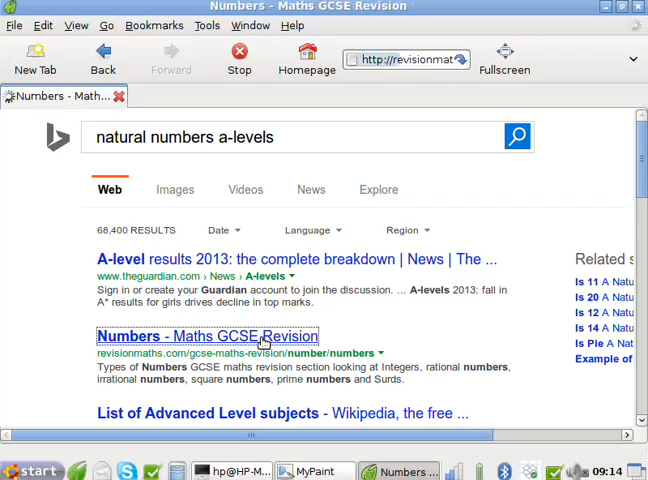 Numbers - Maths GCSE Revision
File Edit View Go Bookmarks Tools Window Help
New Tab Back Forward Stop Homepage http://revisionmat Fullscreen
Numbers - Math...
natural numbers a-levels
Web Images Videos News Explore
68,400 RESULTS Date Language Region
A-level results 2013: the complete breakdown | News | The ...
www.theguardian.com › News › A-levels
Sign in or create your Guardian account to join the discussion. ... A-levels 2013: fall in
A* results for girls drives decline in top marks.
Numbers - Maths GCSE Revision
revisionmaths.com/gcse-maths-revision/number/numbers
Types of Numbers GCSE maths revision section looking at Integers, rational numbers,
irrational numbers, square numbers, prime numbers and Surds.
List of Advanced Level subjects - Wikipedia, the free ...
Related s
Is 11 A Natu
Is 20 A Natu
Is 12 A Natu
Is 14 A Natu
Is Pie A Nat
Example of
start hp@HP-M... MyPaint Numbers ... 09:14